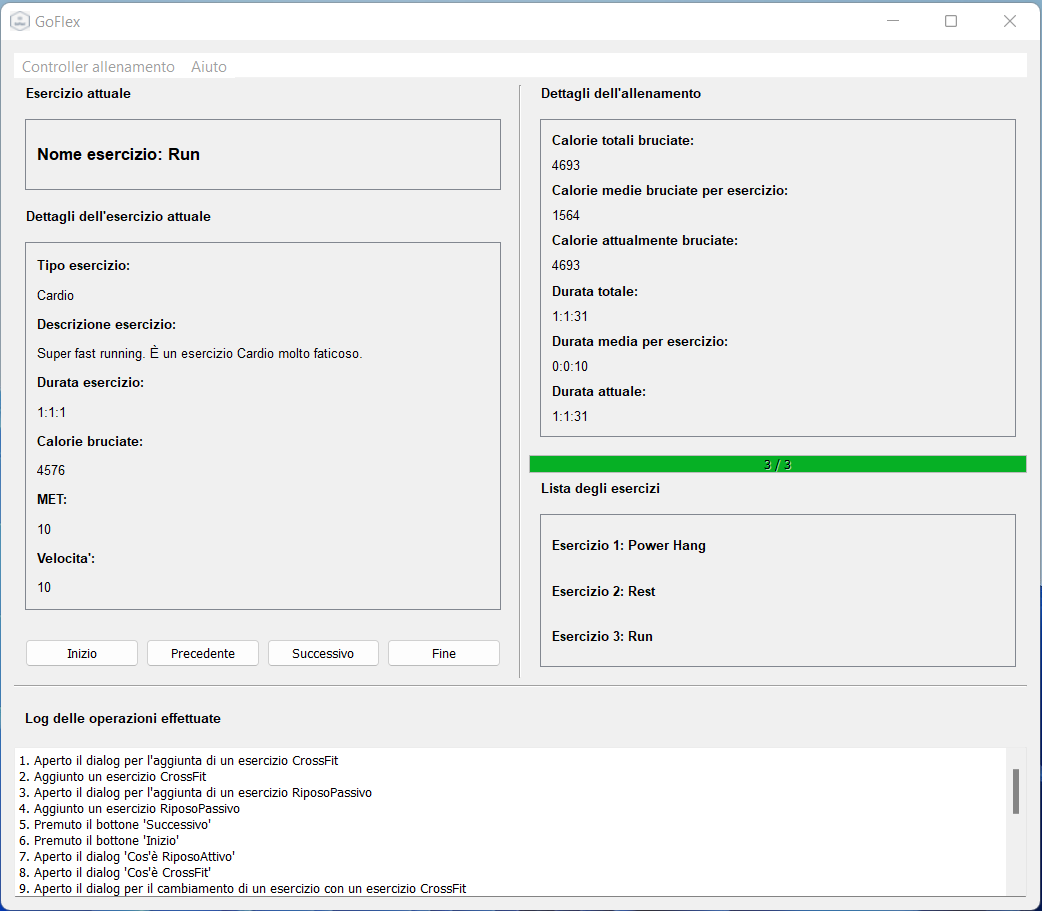 GoFlex
Controller allenamento Aiuto
Esercizio attuale
Nome esercizio: Run
Dettagli dell'esercizio attuale
Tipo esercizio:
Cardio
Descrizione esercizio:
Super fast running. È un esercizio Cardio molto faticoso.
Durata esercizio:
1:1:1
Calorie bruciate:
4576
MET:
10
Velocita':
10
Inizio Precedente Successivo Fine
Dettagli dell'allenamento
Calorie totali bruciate:
4693
Calorie medie bruciate per esercizio:
1564
Calorie attualmente bruciate:
4693
Durata totale:
1:1:31
Durata media per esercizio:
0:0:10
Durata attuale:
1:1:31
3 / 3
Lista degli esercizi
Esercizio 1: Power Hang
Esercizio 2: Rest
Esercizio 3: Run
Log delle operazioni effettuate
1. Aperto il dialog per l'aggiunta di un esercizio CrossFit
2. Aggiunto un esercizio CrossFit
3. Aperto il dialog per l'aggiunta di un esercizio RiposoPassivo
4. Aggiunto un esercizio RiposoPassivo
5. Premuto il bottone 'Successivo'
6. Premuto il bottone 'Inizio'
7. Aperto il dialog 'Cos'è RiposoAttivo'
8. Aperto il dialog 'Cos'è CrossFit'
9. Aperto il dialog per il cambiamento di un esercizio con un esercizio CrossFit